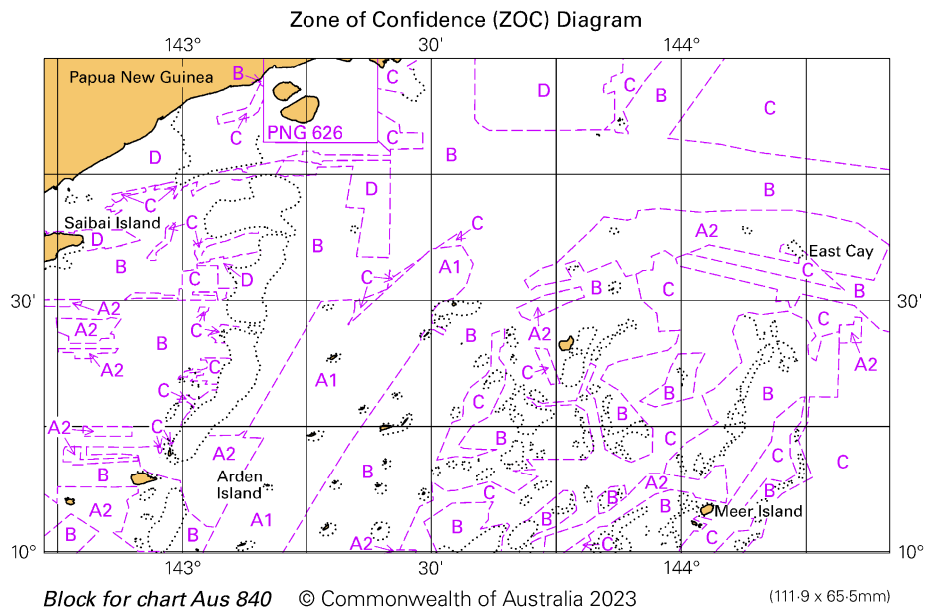 Zone of Confidence (ZOC) Diagram
143° 30' 144°
Papua New Guinea
B
C
D
C
B
C
C
PNG 626
C
D
B
D
B
C
Saibai Island
C
C
A2
D
East Cay
B
B
A1
C
C
D
C
B
C
B
30'
30'
A2
A2
C
C
A2
B
B
A2
A2
C
C
A1
C
B
B
C
C
B
A2
C
B
C
A2
B
C
C
B
B
Arden
Island
C
A2
B
B
A2
B
Meer Island
A1
B
B
B
C
B
A2
C
10°
10°
143° 30' 144°
Block for chart Aus 840 © Commonwealth of Australia 2023 (111·9 x 65·5mm)